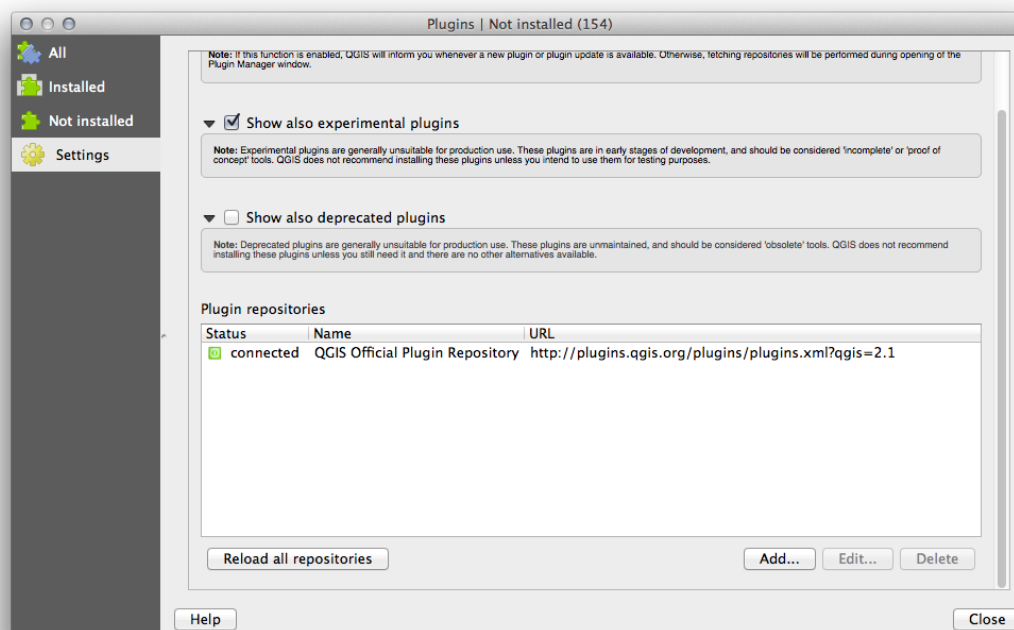 Plugins | Not installed (154)
All
Installed
Not installed
Settings
Note: If this function is enabled, QGIS will inform you whenever a new plugin or plugin update is available. Otherwise, fetching repositories will be performed during opening of the
Plugin Manager window.
Show also experimental plugins
Note: Experimental plugins are generally unsuitable for production use. These plugins are in early stages of development, and should be considered 'incomplete' or 'proof of
concept' tools. QGIS does not recommend installing these plugins unless you intend to use them for testing purposes.
Show also deprecated plugins
Note: Deprecated plugins are generally unsuitable for production use. These plugins are unmaintained, and should be considered 'obsolete' tools. QGIS does not recommend
installing these plugins unless you still need it and there are no other alternatives available.
Plugin repositories
Status Name URL
connected QGIS Official Plugin Repository http://plugins.qgis.org/plugins/plugins.xml?qgis=2.1
Reload all repositories Add... Edit... Delete
Help Close